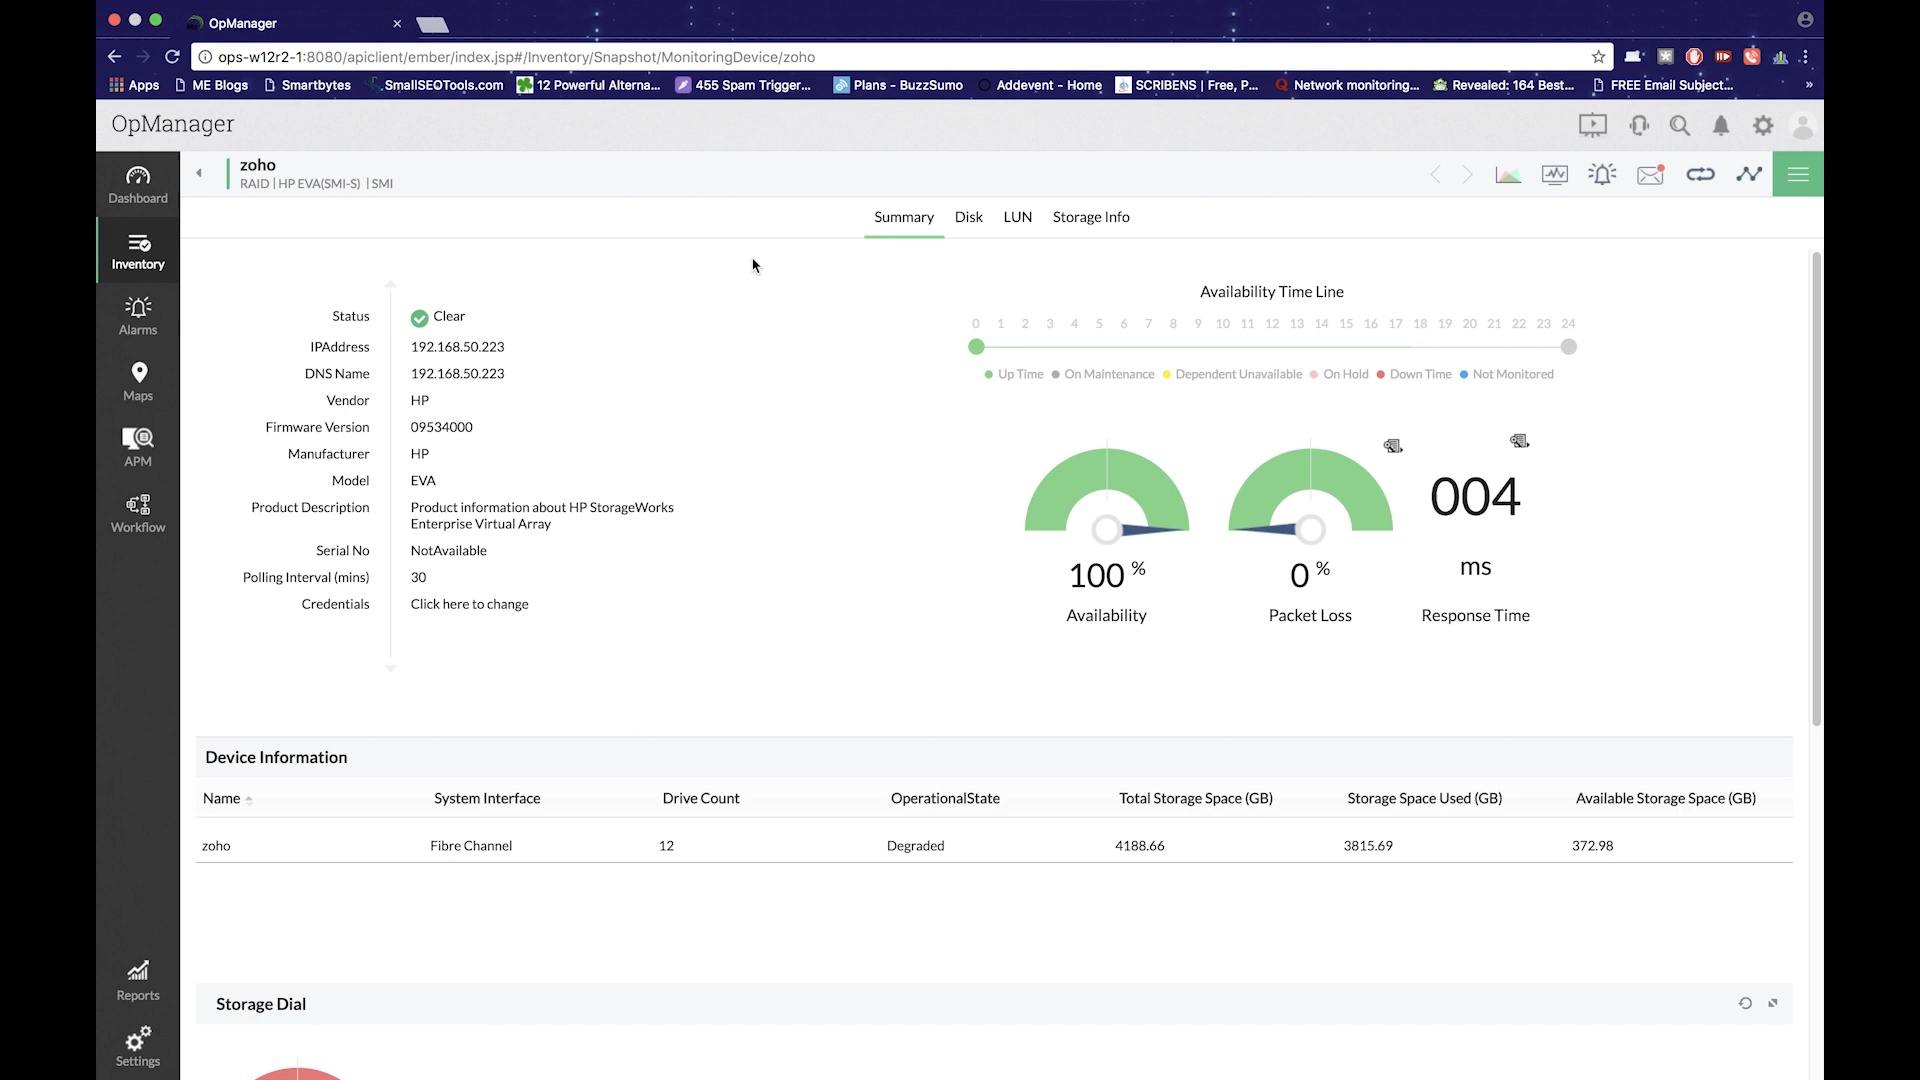 OpManager
ops-w12r2-1:8080/apiclient/ember/index.jsp#/Inventory/Snapshot/MonitoringDevice/zoho
Apps ME Blogs Smartbytes SmallSEOTools.com 12 Powerful Alterna... 455 Spam Trigger... Plans - BuzzSumo Addevent - Home SCRIBENS | Free, P... Network monitoring... Revealed: 164 Best... FREE Email Subject... »
OpManager
zoho
RAID | HP EVA(SMI-S) | SMI
Dashboard
Inventory
Alarms
Maps
APM
Workflow
Reports
Settings
Summary Disk LUN Storage Info
Status Clear
IPAddress 192.168.50.223
DNS Name 192.168.50.223
Vendor HP
Firmware Version 09534000
Manufacturer HP
Model EVA
Product Description Product information about HP StorageWorks
Enterprise Virtual Array
Serial No NotAvailable
Polling Interval (mins) 30
Credentials Click here to change
Availability Time Line
0 1 2 3 4 5 6 7 8 9 10 11 12 13 14 15 16 17 18 19 20 21 22 23 24
Up Time On Maintenance Dependent Unavailable On Hold Down Time Not Monitored
100 % 0 % 004
ms
Availability Packet Loss Response Time
Device Information
Name System Interface Drive Count OperationalState Total Storage Space (GB) Storage Space Used (GB) Available Storage Space (GB)
zoho Fibre Channel 12 Degraded 4188.66 3815.69 372.98
Storage Dial